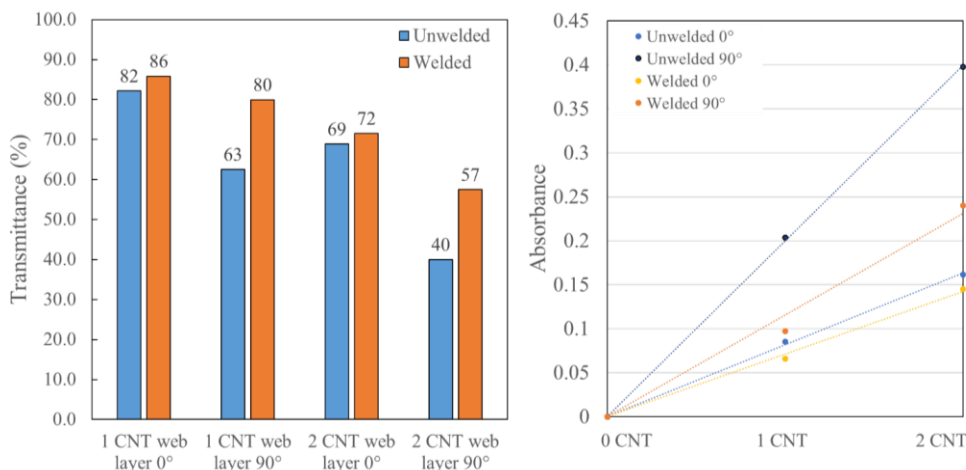 100.0
90.0
80.0
70.0
60.0
50.0
40.0
30.0
20.0
10.0
0.0
Transmittance (%)
Unwelded
Welded
82
86
63
80
69
72
40
57
1 CNT web
layer 0°
1 CNT web
layer 90°
2 CNT web
layer 0°
2 CNT web
layer 90°
0.45
0.4
0.35
0.3
0.25
0.2
0.15
0.1
0.05
0
Absorbance
Unwelded 0°
Unwelded 90°
Welded 0°
Welded 90°
0 CNT
1 CNT
2 CNT